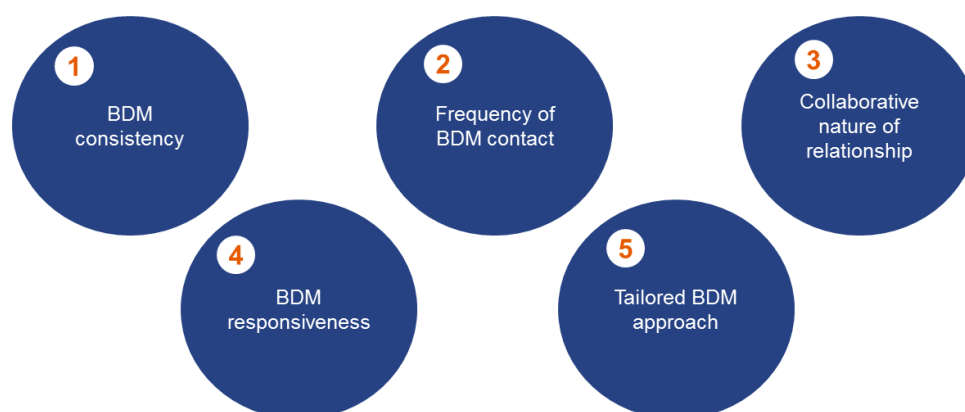 1
BDM
consistency
2
Frequency of
BDM contact
3
Collaborative
nature of
relationship
4
BDM
responsiveness
5
Tailored BDM
approach